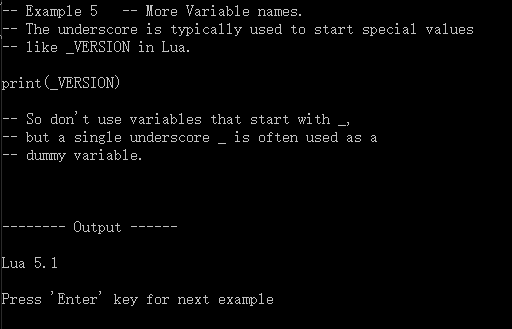 -- Example 5   -- More Variable names.
-- The underscore is typically used to start special values
-- like _VERSION in Lua.
print(_VERSION)
-- So don't use variables that start with _,
-- but a single underscore _ is often used as a
-- dummy variable.
-------- Output ------
Lua 5.1
Press 'Enter' key for next example